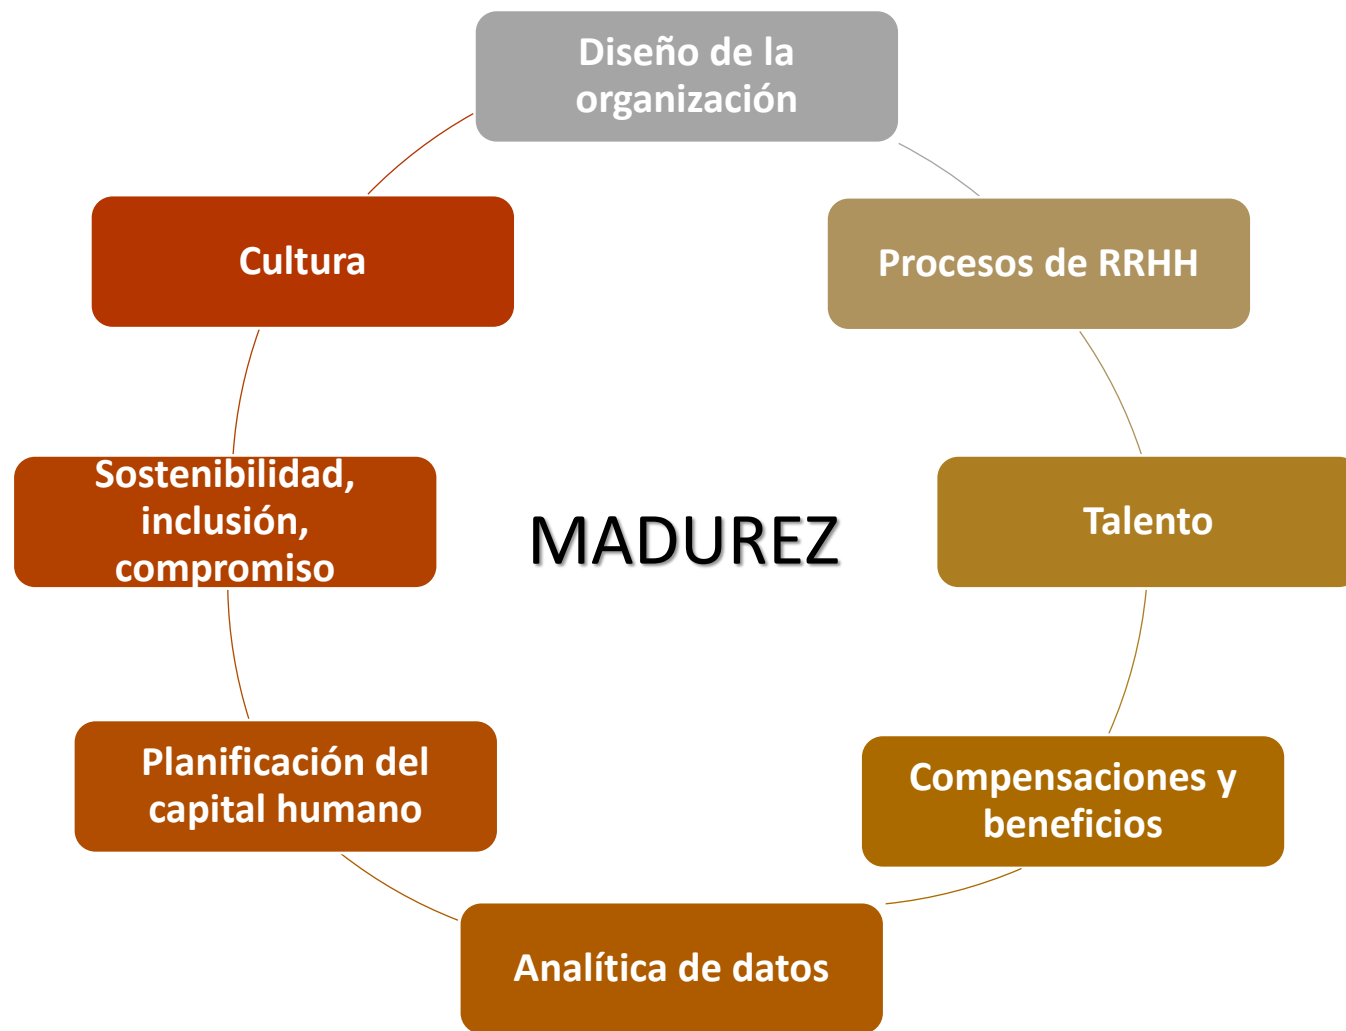 Diseño de la
organización
Procesos de RRHH
Talento
Compensaciones y
beneficios
Analítica de datos
Planificación del
capital humano
Sostenibilidad,
inclusión,
compromiso
Cultura
MADUREZ